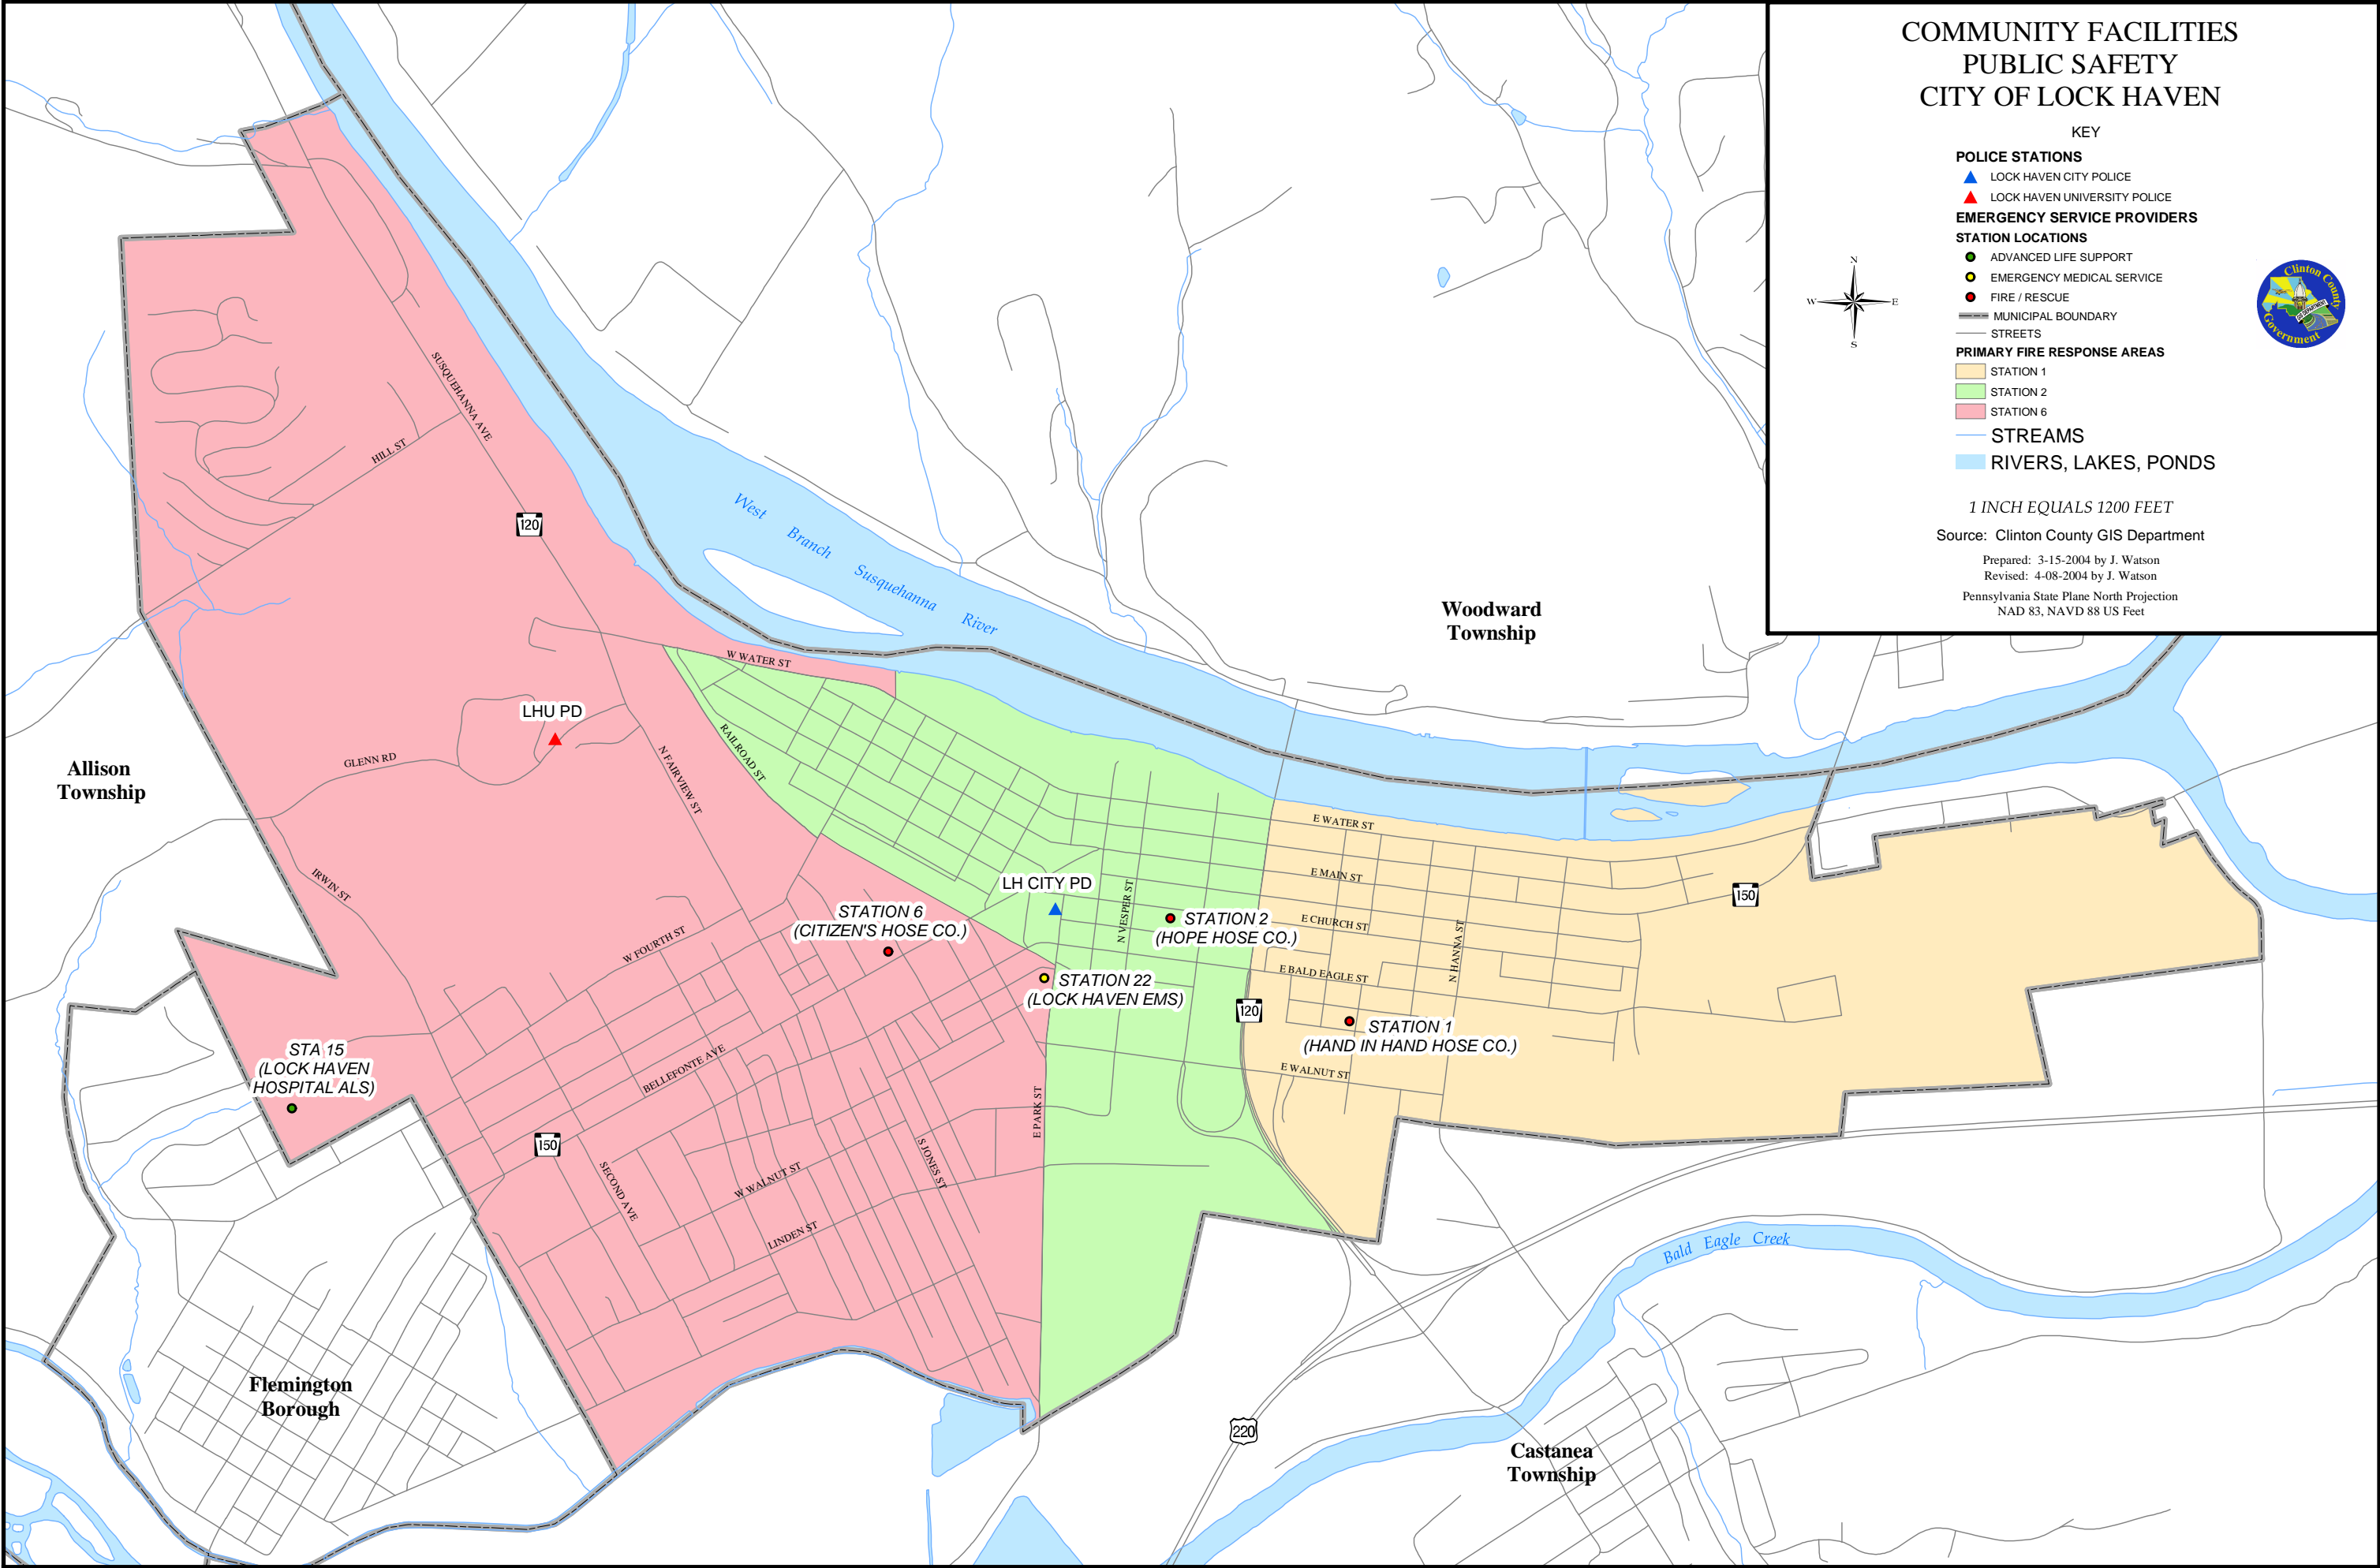 COMMUNITY FACILITIES
PUBLIC SAFETY
CITY OF LOCK HAVEN
KEY
POLICE STATIONS
LOCK HAVEN CITY POLICE
LOCK HAVEN UNIVERSITY POLICE
EMERGENCY SERVICE PROVIDERS
STATION LOCATIONS
ADVANCED LIFE SUPPORT
EMERGENCY MEDICAL SERVICE
FIRE / RESCUE
MUNICIPAL BOUNDARY
STREETS
PRIMARY FIRE RESPONSE AREAS
STATION 1
STATION 2
STATION 6
STREAMS
RIVERS, LAKES, PONDS
1 INCH EQUALS 1200 FEET
Source: Clinton County GIS Department
Prepared: 3-15-2004 by J. Watson
Revised: 4-08-2004 by J. Watson
Pennsylvania State Plane North Projection
NAD 83, NAVD 88 US Feet
N
W
E
S
Clinton County
Government
SUSQUEHANNA AVE
HILL ST
120
West Branch Susquehanna River
Woodward
Township
W WATER ST
LHU PD
GLENN RD
RAILROAD ST
N FAIRVIEW ST
Allison
Township
IRWIN ST
E WATER ST
E MAIN ST
150
LH CITY PD
N VESPER ST
STATION 6
(CITIZEN'S HOSE CO.)
STATION 2
(HOPE HOSE CO.)
E CHURCH ST
N HANNA ST
W FOURTH ST
E BALD EAGLE ST
STATION 22
(LOCK HAVEN EMS)
120
STATION 1
(HAND IN HAND HOSE CO.)
STA 15
(LOCK HAVEN
HOSPITAL ALS)
BELLEFONTE AVE
E WALNUT ST
E PARK ST
150
SECOND AVE
W WALNUT ST
S JONES ST
LINDEN ST
Bald Eagle Creek
Flemington
Borough
220
Castanea
Township